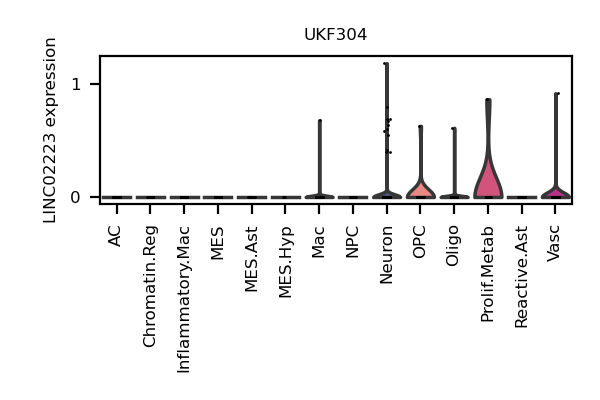 UKF304
LINC02223 expression
1
0
AC
Chromatin.Reg
Inflammatory.Mac
MES
MES.Ast
MES.Hyp
Mac
NPC
Neuron
OPC
Oligo
Prolif.Metab
Reactive.Ast
Vasc